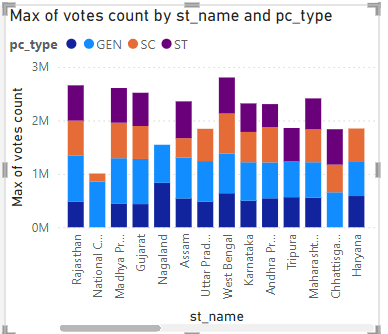 Max of votes count by st_name and pc_type
pc_type GEN SC ST
Max of votes count
3M
2M
1M
0M
Rajasthan
National C...
Madhya Pr...
Gujarat
Nagaland
Assam
Uttar Prad...
West Bengal
Karnataka
Andhra Pr...
Tripura
Maharasht...
Chhattisga...
Haryana
st_name